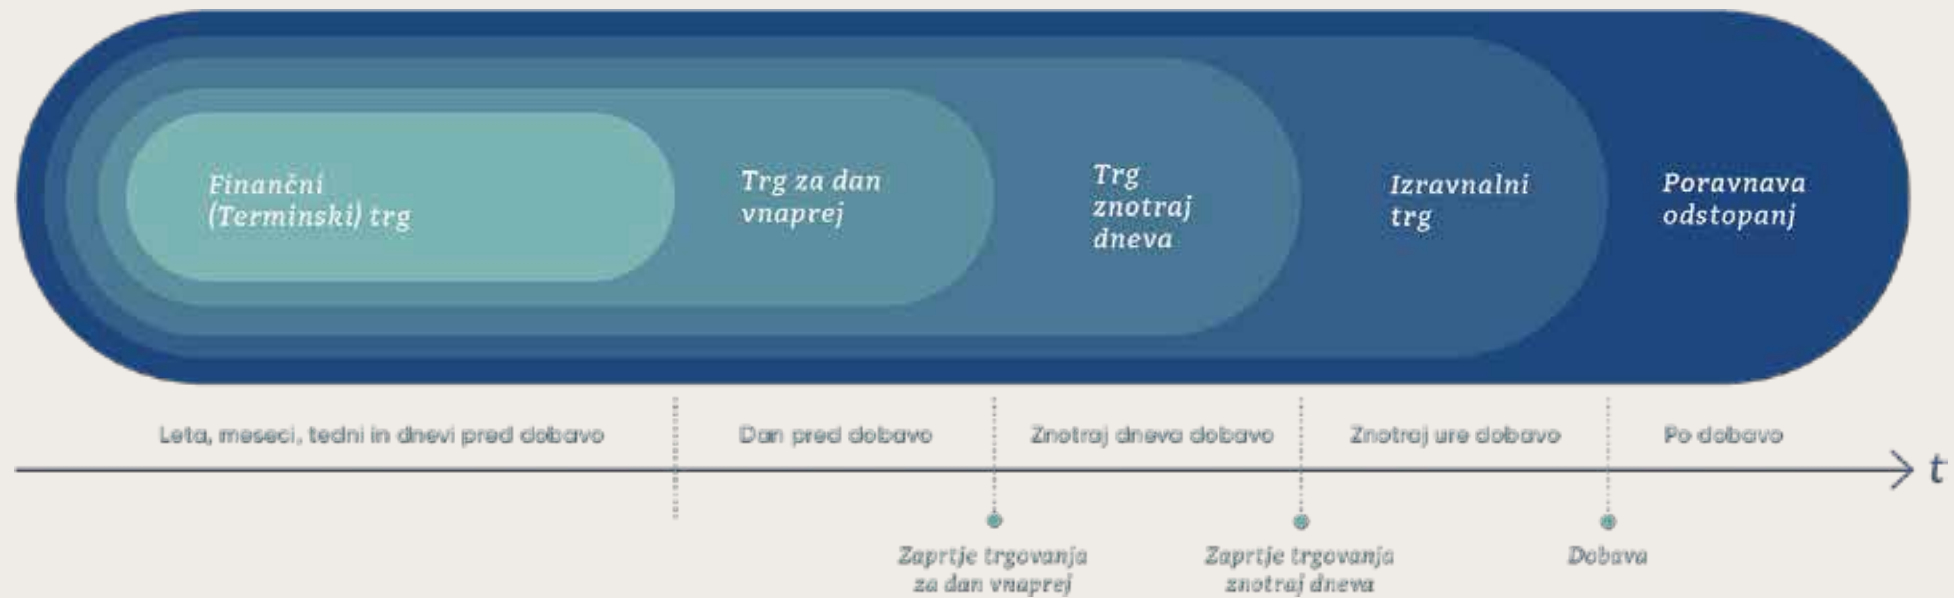 Finančni
(Terminski) trg
Trg za dan
vnaprej
Trg
znotraj
dneva
Izravnalni
trg
Poravnava
odstopanj
Leta, meseci, tedni in dnevi pred dobavo
Dan pred dobavo
Znotraj dneva dobavo
Znotraj ure dobavo
Po dobavo
t
Zaprtje trgovanja
za dan vnaprej
Zaprtje trgovanja
znotraj dneva
Dobava